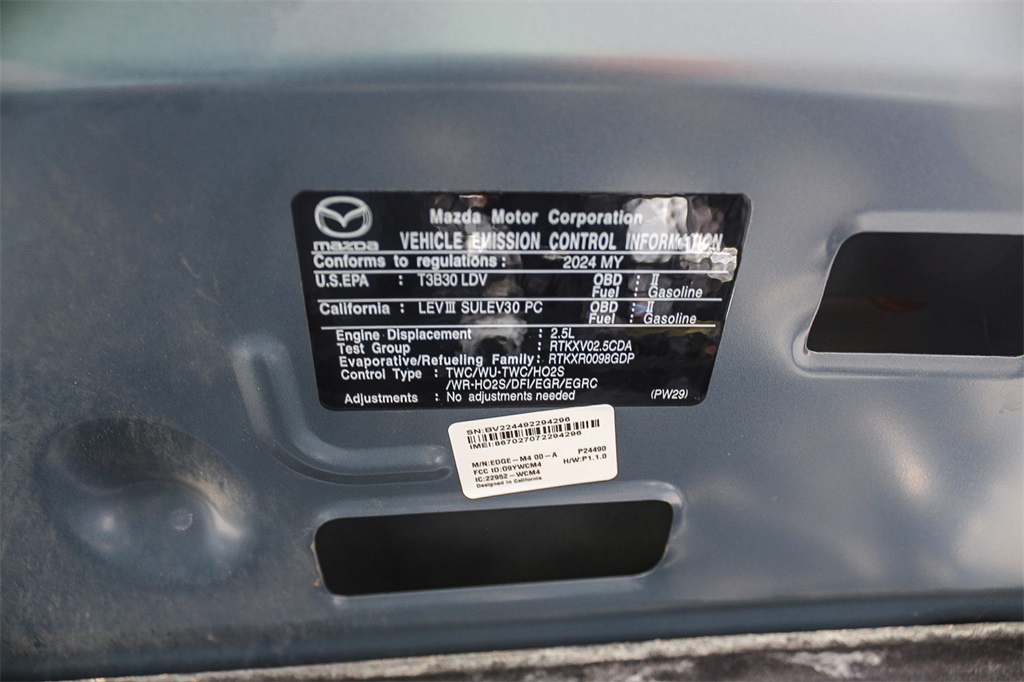 Mazda Motor Corporation
mazda VEHICLE EMISSION CONTROL INFORMATION
Conforms to regulations : 2024 MY
U.S.EPA : T3B30 LDV OBD : II
Fuel : Gasoline
California : LEVIII SULEV30 PC OBD : II
Fuel : Gasoline
Engine Displacement : 2.5L
Test Group : RTKXV02.5CDA
Evaporative/Refueling Family: RTKXR0098GDP
Control Type : TWC/WU-TWC/HO2S
/WR-HO2S/DFI/EGR/EGRC
Adjustments : No adjustments needed (PW29)
SN:BV224492294296
IMEI:867027072294296
M/N:EDGE-M4 00-A P24490
FCC ID:O9YWCM4 H/W:P1.1.0
IC:22952-WCM4
Designed in California